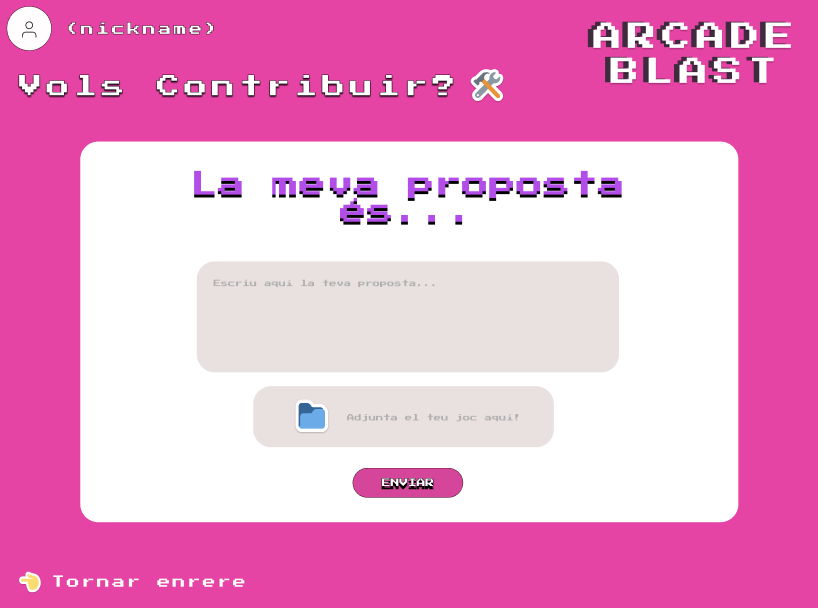 (nickname)
ARCADE
BLAST
Vols Contribuir?
La meva proposta
és...
Escriu aquí la teva proposta...
Adjunta el teu joc aquí!
ENVIAR
Tornar enrere